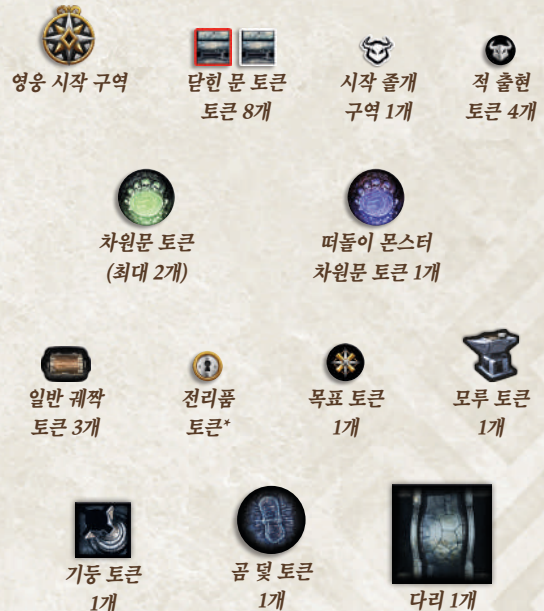 영웅 시작 구역
닫힌 문 토큰
토큰 8개
시작 졸개
구역 1개
적 출현
토큰 4개
차원문 토큰
(최대 2개)
떠돌이 몬스터
차원문 토큰 1개
일반 궤짝
토큰 3개
전리품
토큰*
목표 토큰
1개
모루 토큰
1개
기둥 토큰
1개
곰 덫 토큰
1개
다리 1개